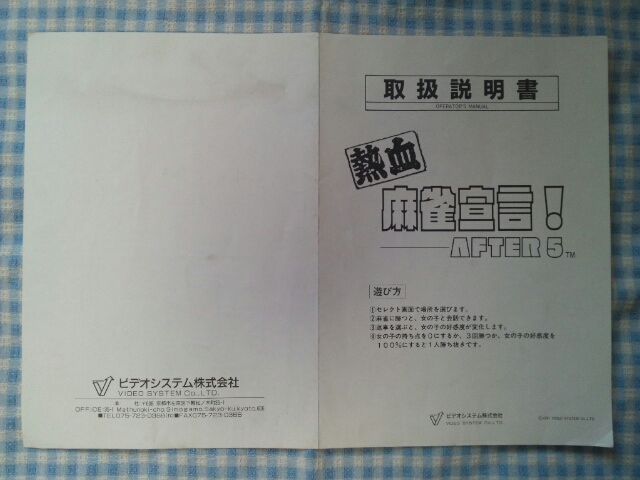 取扱説明書
OPERATOR'S MANUAL
熱血
麻雀宣言!
AFTER 5 TM
遊び方
①セレクト画面で場所を選びます。
②麻雀に勝つと、女の子と会話できます。
③返事を選ぶと、女の子の好感度が変化します。
④女の子の持ち点を0にするか、3回勝つか、女の子の好感度を
100%にすると1人勝ち抜きです。
ビデオシステム株式会社
VIDEO SYSTEM CO.,LTD.
ビデオシステム株式会社
VIDEO SYSTEM Co.,LTD.